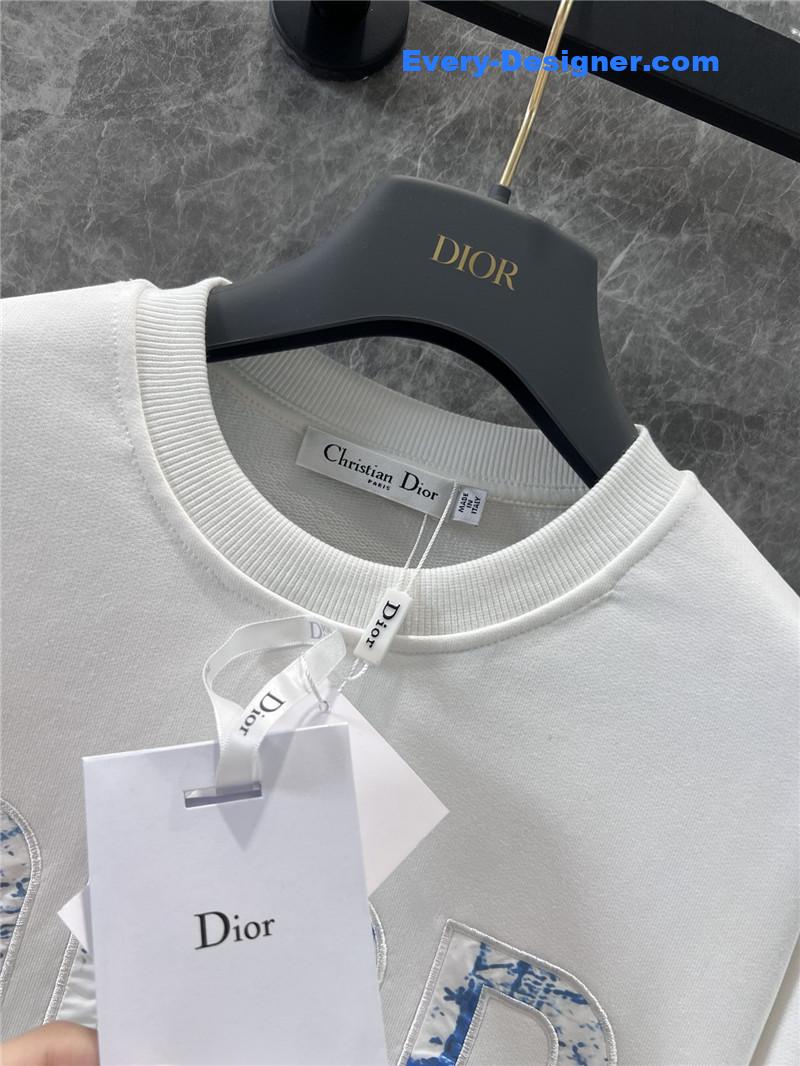 Every-Designer.com
DIOR
Christian Dior
PARIS
MADE
IN
ITALY
Dior
Dior
Dior